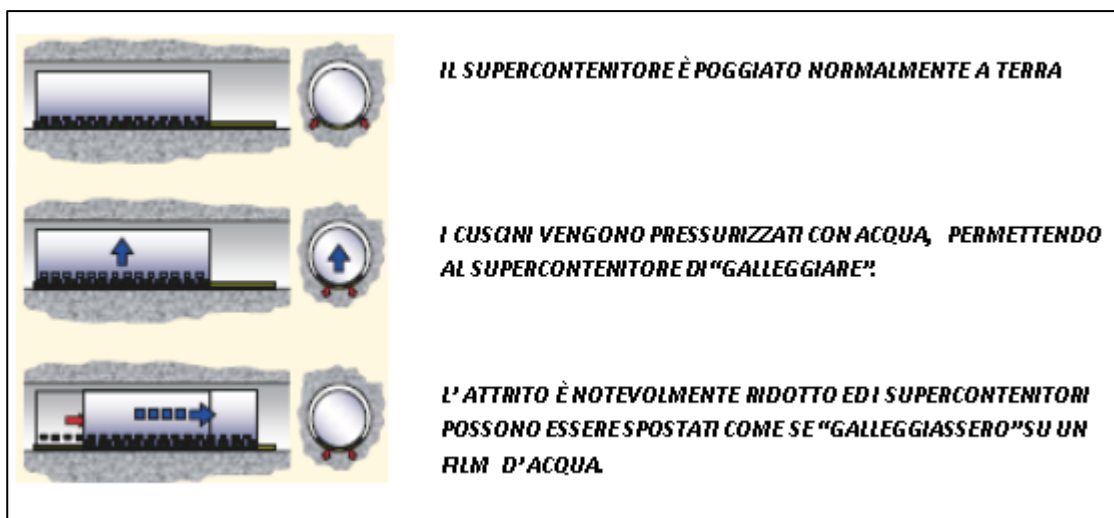 IL SUPERCONTENITORE È POGGIATO NORMALMENTE A TERRA
I CUSCINI VENGONO PRESSURIZZATI CON ACQUA, PERMETTENDO
AL SUPERCONTENITORE DI "GALLEGGIARE".
L' ATTRITO È NOTEVOLMENTE RIDOTTO ED I SUPERCONTENITORI
POSSONO ESSERE SPOSTATI COME SE "GALLEGGIASSERO" SU UN
FILM D'ACQUA.